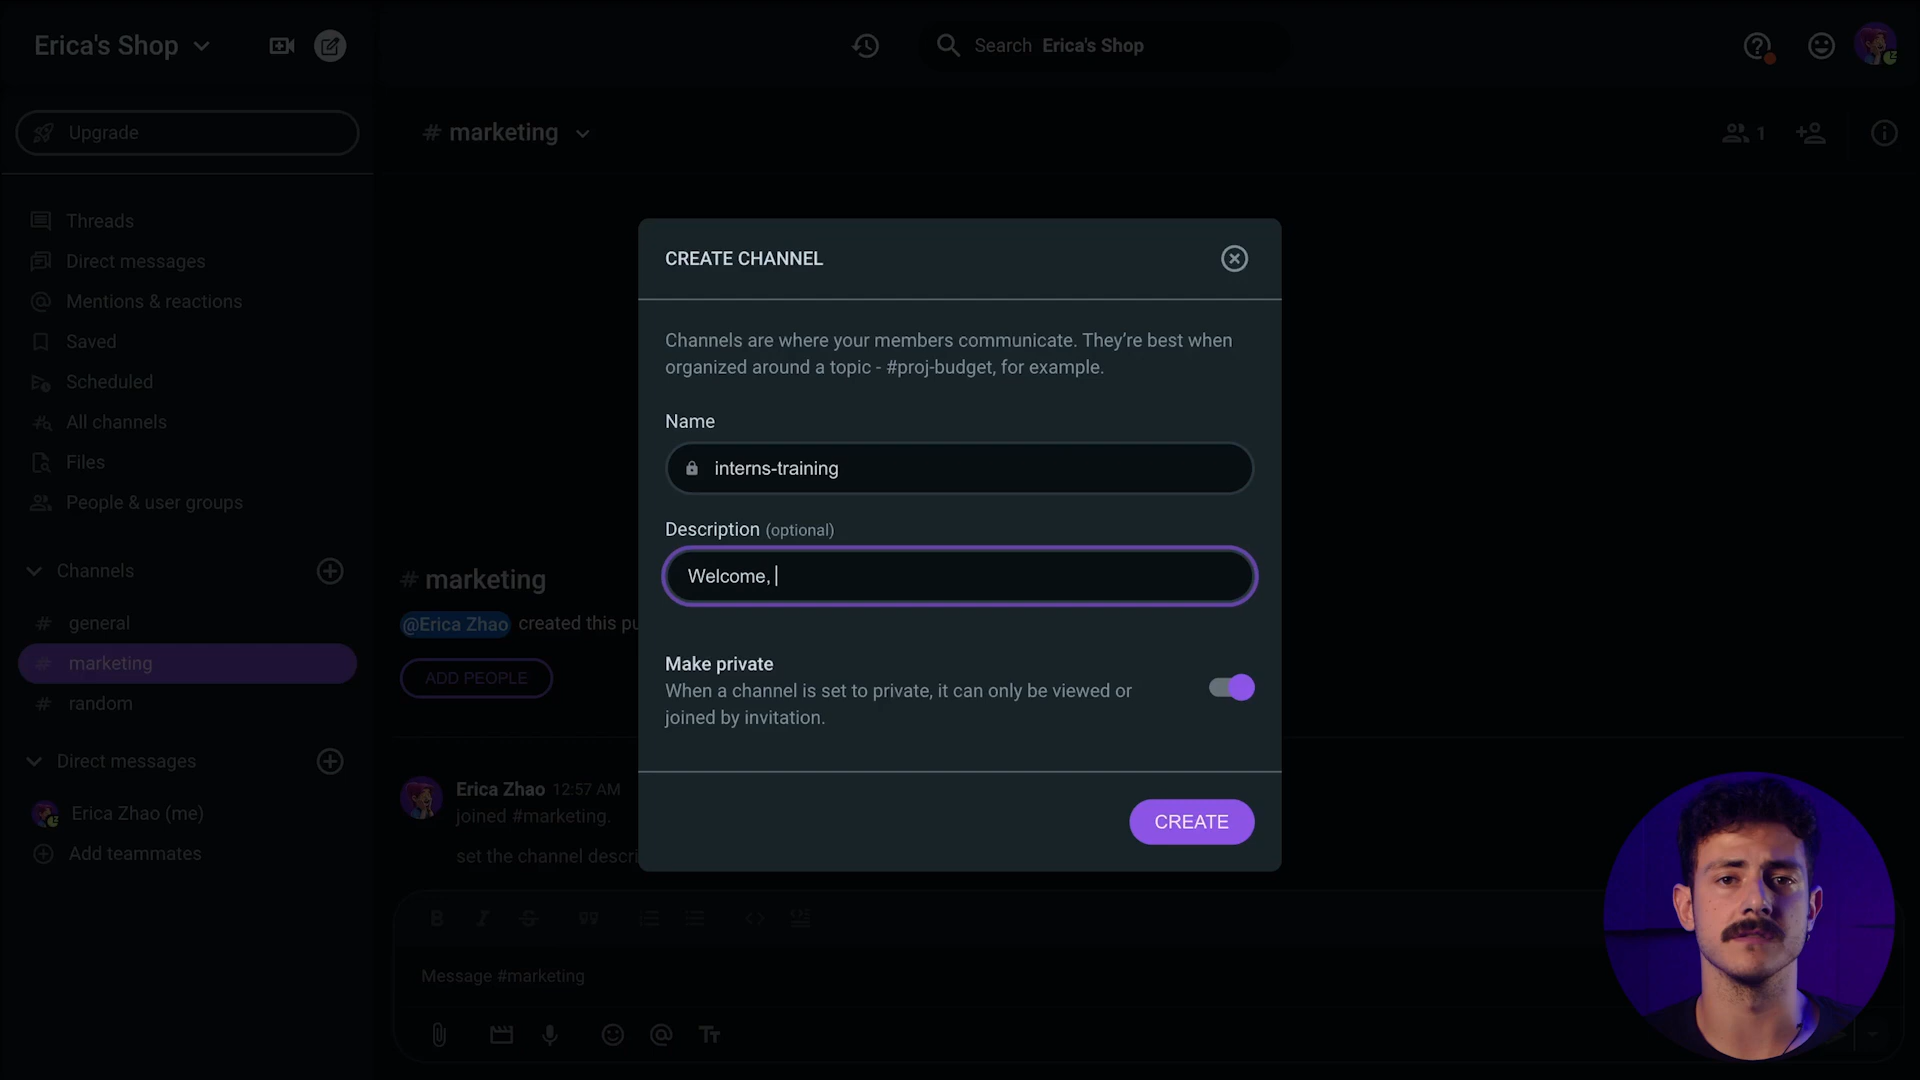 Erica's Shop
Search Erica's Shop
Upgrade
# marketing
1
Threads
Direct messages
Mentions & reactions
Saved
Scheduled
All channels
Files
People & user groups
Channels
# general
# marketing
# random
Direct messages
Erica Zhao (me)
Add teammates
# marketing
@Erica Zhao created this pu
ADD PEOPLE
Erica Zhao 12:57 AM
joined #marketing.
set the channel descri
Message #marketing
CREATE CHANNEL
Channels are where your members communicate. They’re best when
organized around a topic - #proj-budget, for example.
Name
interns-training
Description (optional)
Welcome,
Make private
When a channel is set to private, it can only be viewed or
joined by invitation.
CREATE